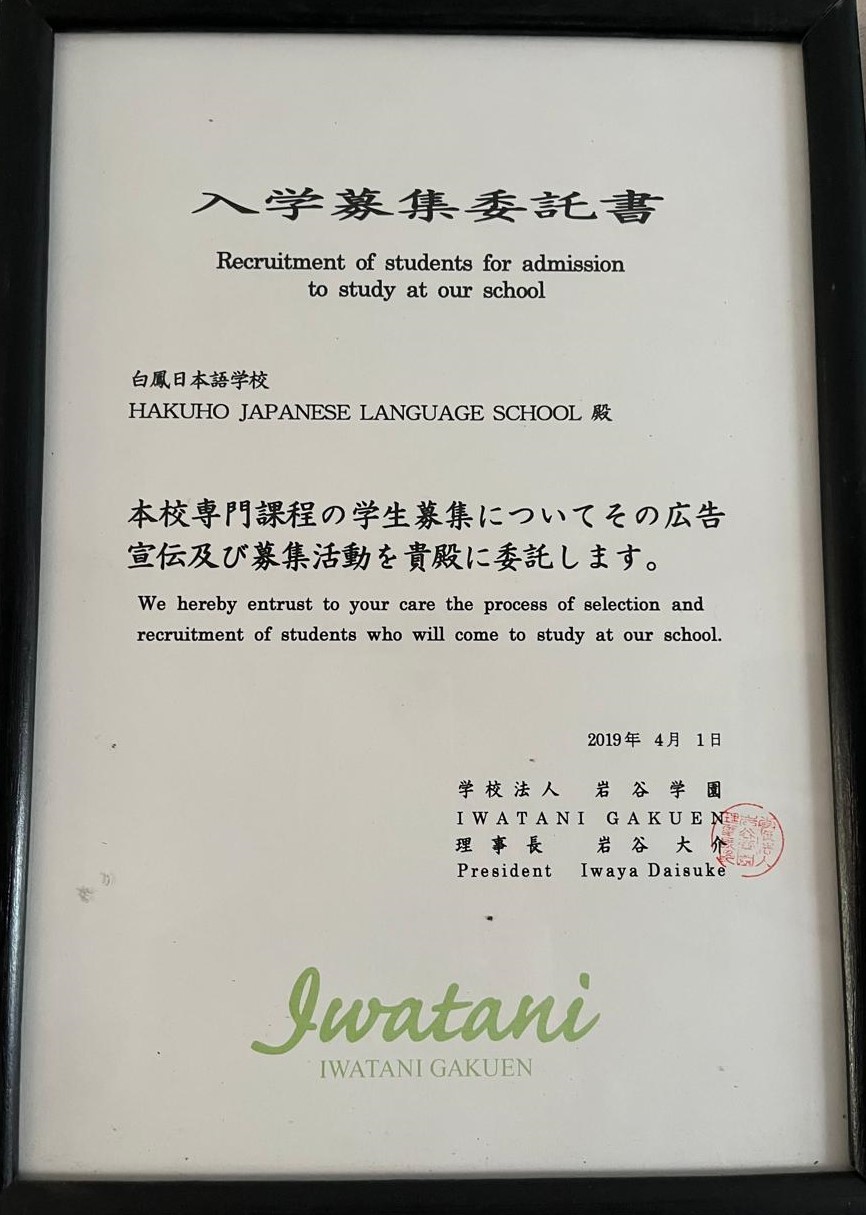 入学募集委託書
Recruitment of students for admission
to study at our school
白鳳日本語学校
HAKUHO JAPANESE LANGUAGE SCHOOL 殿
本校専門課程の学生募集についてその広告
宣伝及び募集活動を貴殿に委託します。
We hereby entrust to your care the process of selection and
recruitment of students who will come to study at our school.
2019年 4月 1日
学校法人 岩谷学園
IWATANI GAKUEN
理事長 岩谷大介
President Iwaya Daisuke
Iwatani
IWATANI GAKUEN